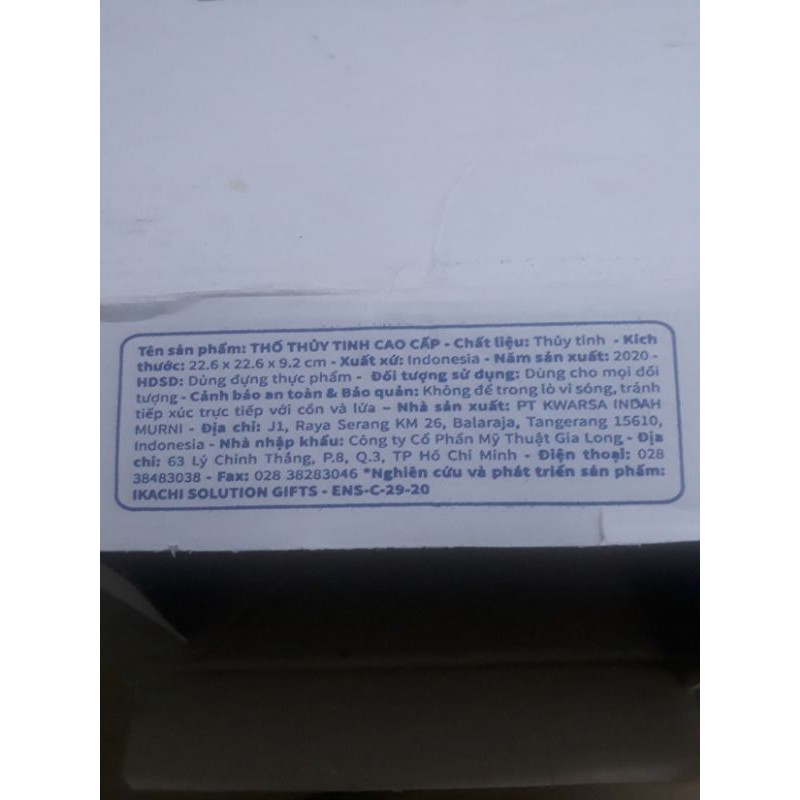 Tên sản phẩm: THỐ THỦY TINH CAO CẤP - Chất liệu: Thủy tinh - Kích
thước: 22.6 x 22.6 x 9.2 cm - Xuất xứ: Indonesia - Năm sản xuất: 2020 -
HDSD: Dùng đựng thực phẩm - Đối tượng sử dụng: Dùng cho mọi đối
tượng - Cảnh báo an toàn & Bảo quản: Không để trong lò vi sóng, tránh
tiếp xúc trực tiếp với cồn và lửa – Nhà sản xuất: PT KWARSA INDAH
MURNI - Địa chỉ: J1, Raya Serang KM 26, Balaraja, Tangerang 15610,
Indonesia - Nhà nhập khẩu: Công ty Cổ Phần Mỹ Thuật Gia Long - Địa
chỉ: 63 Lý Chính Thắng, P.8, Q.3, TP Hồ Chí Minh - Điện thoại: 028
38483038 - Fax: 028 38283046 *Nghiên cứu và phát triển sản phẩm:
IKACHI SOLUTION GIFTS - ENS-C-29-20